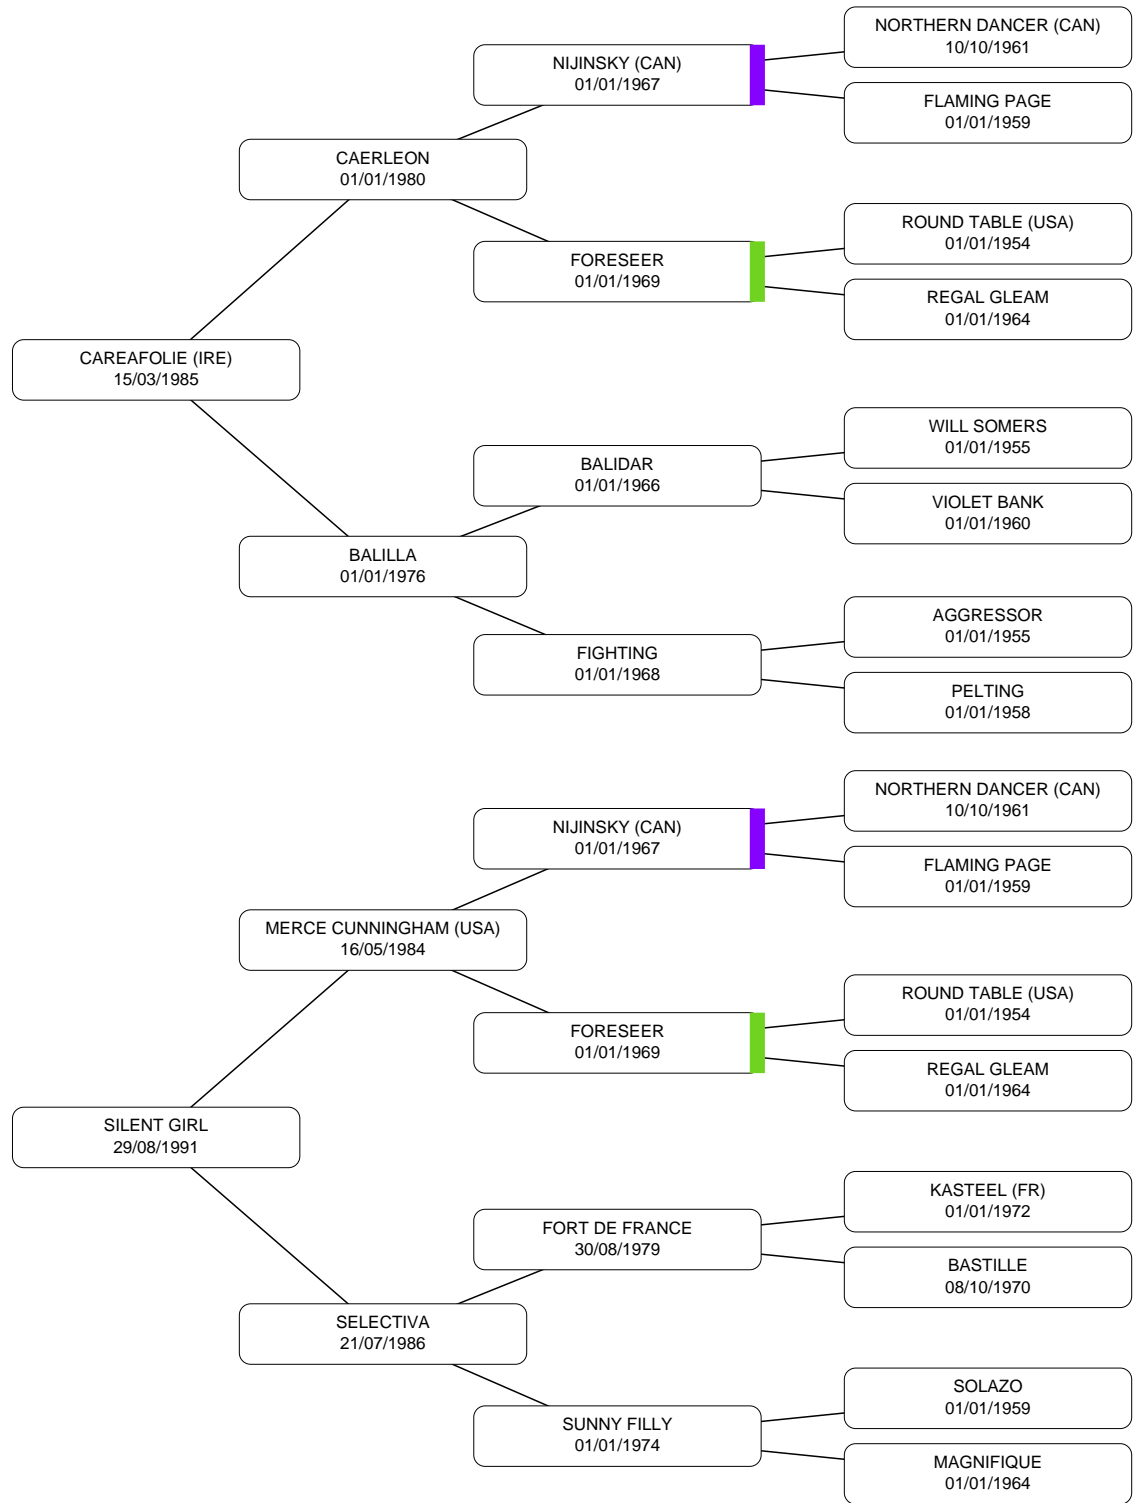 NORTHERN DANCER (CAN)
10/10/1961
NIJINSKY (CAN)
01/01/1967
FLAMING PAGE
01/01/1959
CAERLEON
01/01/1980
ROUND TABLE (USA)
01/01/1954
FORESEER
01/01/1969
REGAL GLEAM
01/01/1964
CAREAFOLIE (IRE)
15/03/1985
WILL SOMERS
01/01/1955
BALIDAR
01/01/1966
VIOLET BANK
01/01/1960
BALILLA
01/01/1976
AGGRESSOR
01/01/1955
FIGHTING
01/01/1968
PELTING
01/01/1958
NORTHERN DANCER (CAN)
10/10/1961
NIJINSKY (CAN)
01/01/1967
FLAMING PAGE
01/01/1959
MERCE CUNNINGHAM (USA)
16/05/1984
ROUND TABLE (USA)
01/01/1954
FORESEER
01/01/1969
REGAL GLEAM
01/01/1964
SILENT GIRL
29/08/1991
KASTEEL (FR)
01/01/1972
FORT DE FRANCE
30/08/1979
BASTILLE
08/10/1970
SELECTIVA
21/07/1986
SOLAZO
01/01/1959
SUNNY FILLY
01/01/1974
MAGNIFIQUE
01/01/1964